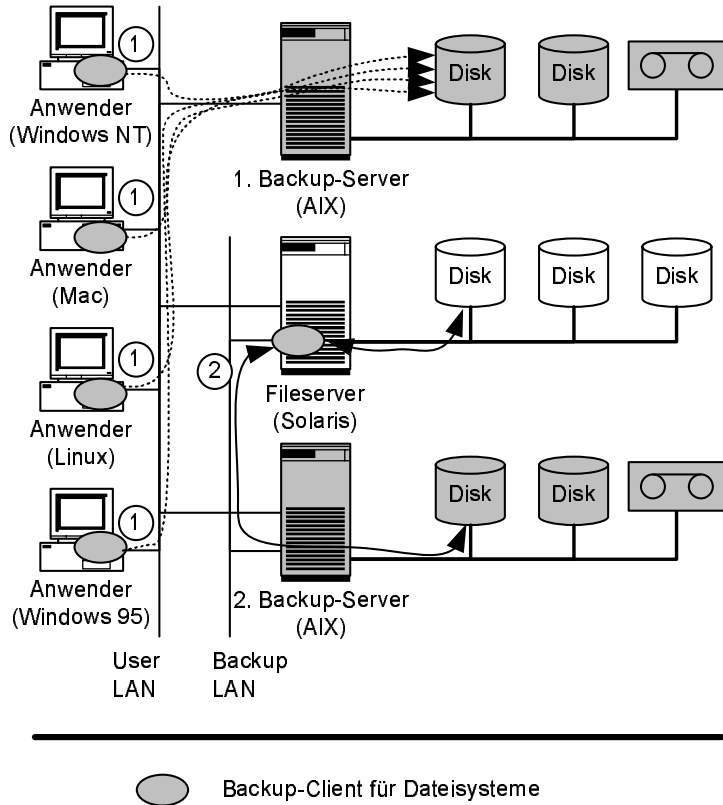 1
Anwender
(Windows NT)
Disk
Disk
1. Backup-Server
(AIX)
1
Anwender
(Mac)
Disk
Disk
Disk
1
Anwender
(Linux)
2
Fileserver
(Solaris)
1
Anwender
(Windows 95)
Disk
Disk
2. Backup-Server
(AIX)
User
LAN
Backup
LAN
Backup-Client für Dateisysteme